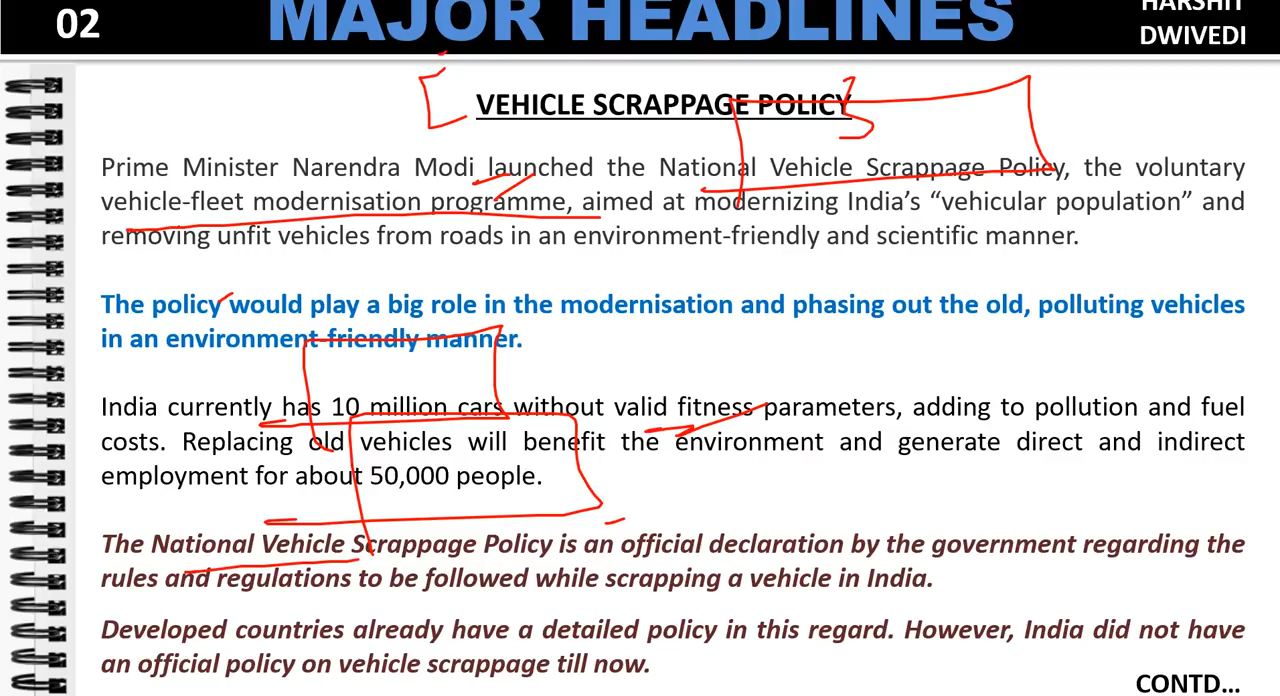 02
MAJOR HEADLINES
HARSHIT
DWIVEDI
VEHICLE SCRAPPAGE POLICY
Prime Minister Narendra Modi launched the National Vehicle Scrappage Policy, the voluntary
vehicle-fleet modernisation programme, aimed at modernizing India’s “vehicular population” and
removing unfit vehicles from roads in an environment-friendly and scientific manner.
The policy would play a big role in the modernisation and phasing out the old, polluting vehicles
in an environment-friendly manner.
India currently has 10 million cars without valid fitness parameters, adding to pollution and fuel
costs. Replacing old vehicles will benefit the environment and generate direct and indirect
employment for about 50,000 people.
The National Vehicle Scrappage Policy is an official declaration by the government regarding the
rules and regulations to be followed while scrapping a vehicle in India.
Developed countries already have a detailed policy in this regard. However, India did not have
an official policy on vehicle scrappage till now.
CONTD…